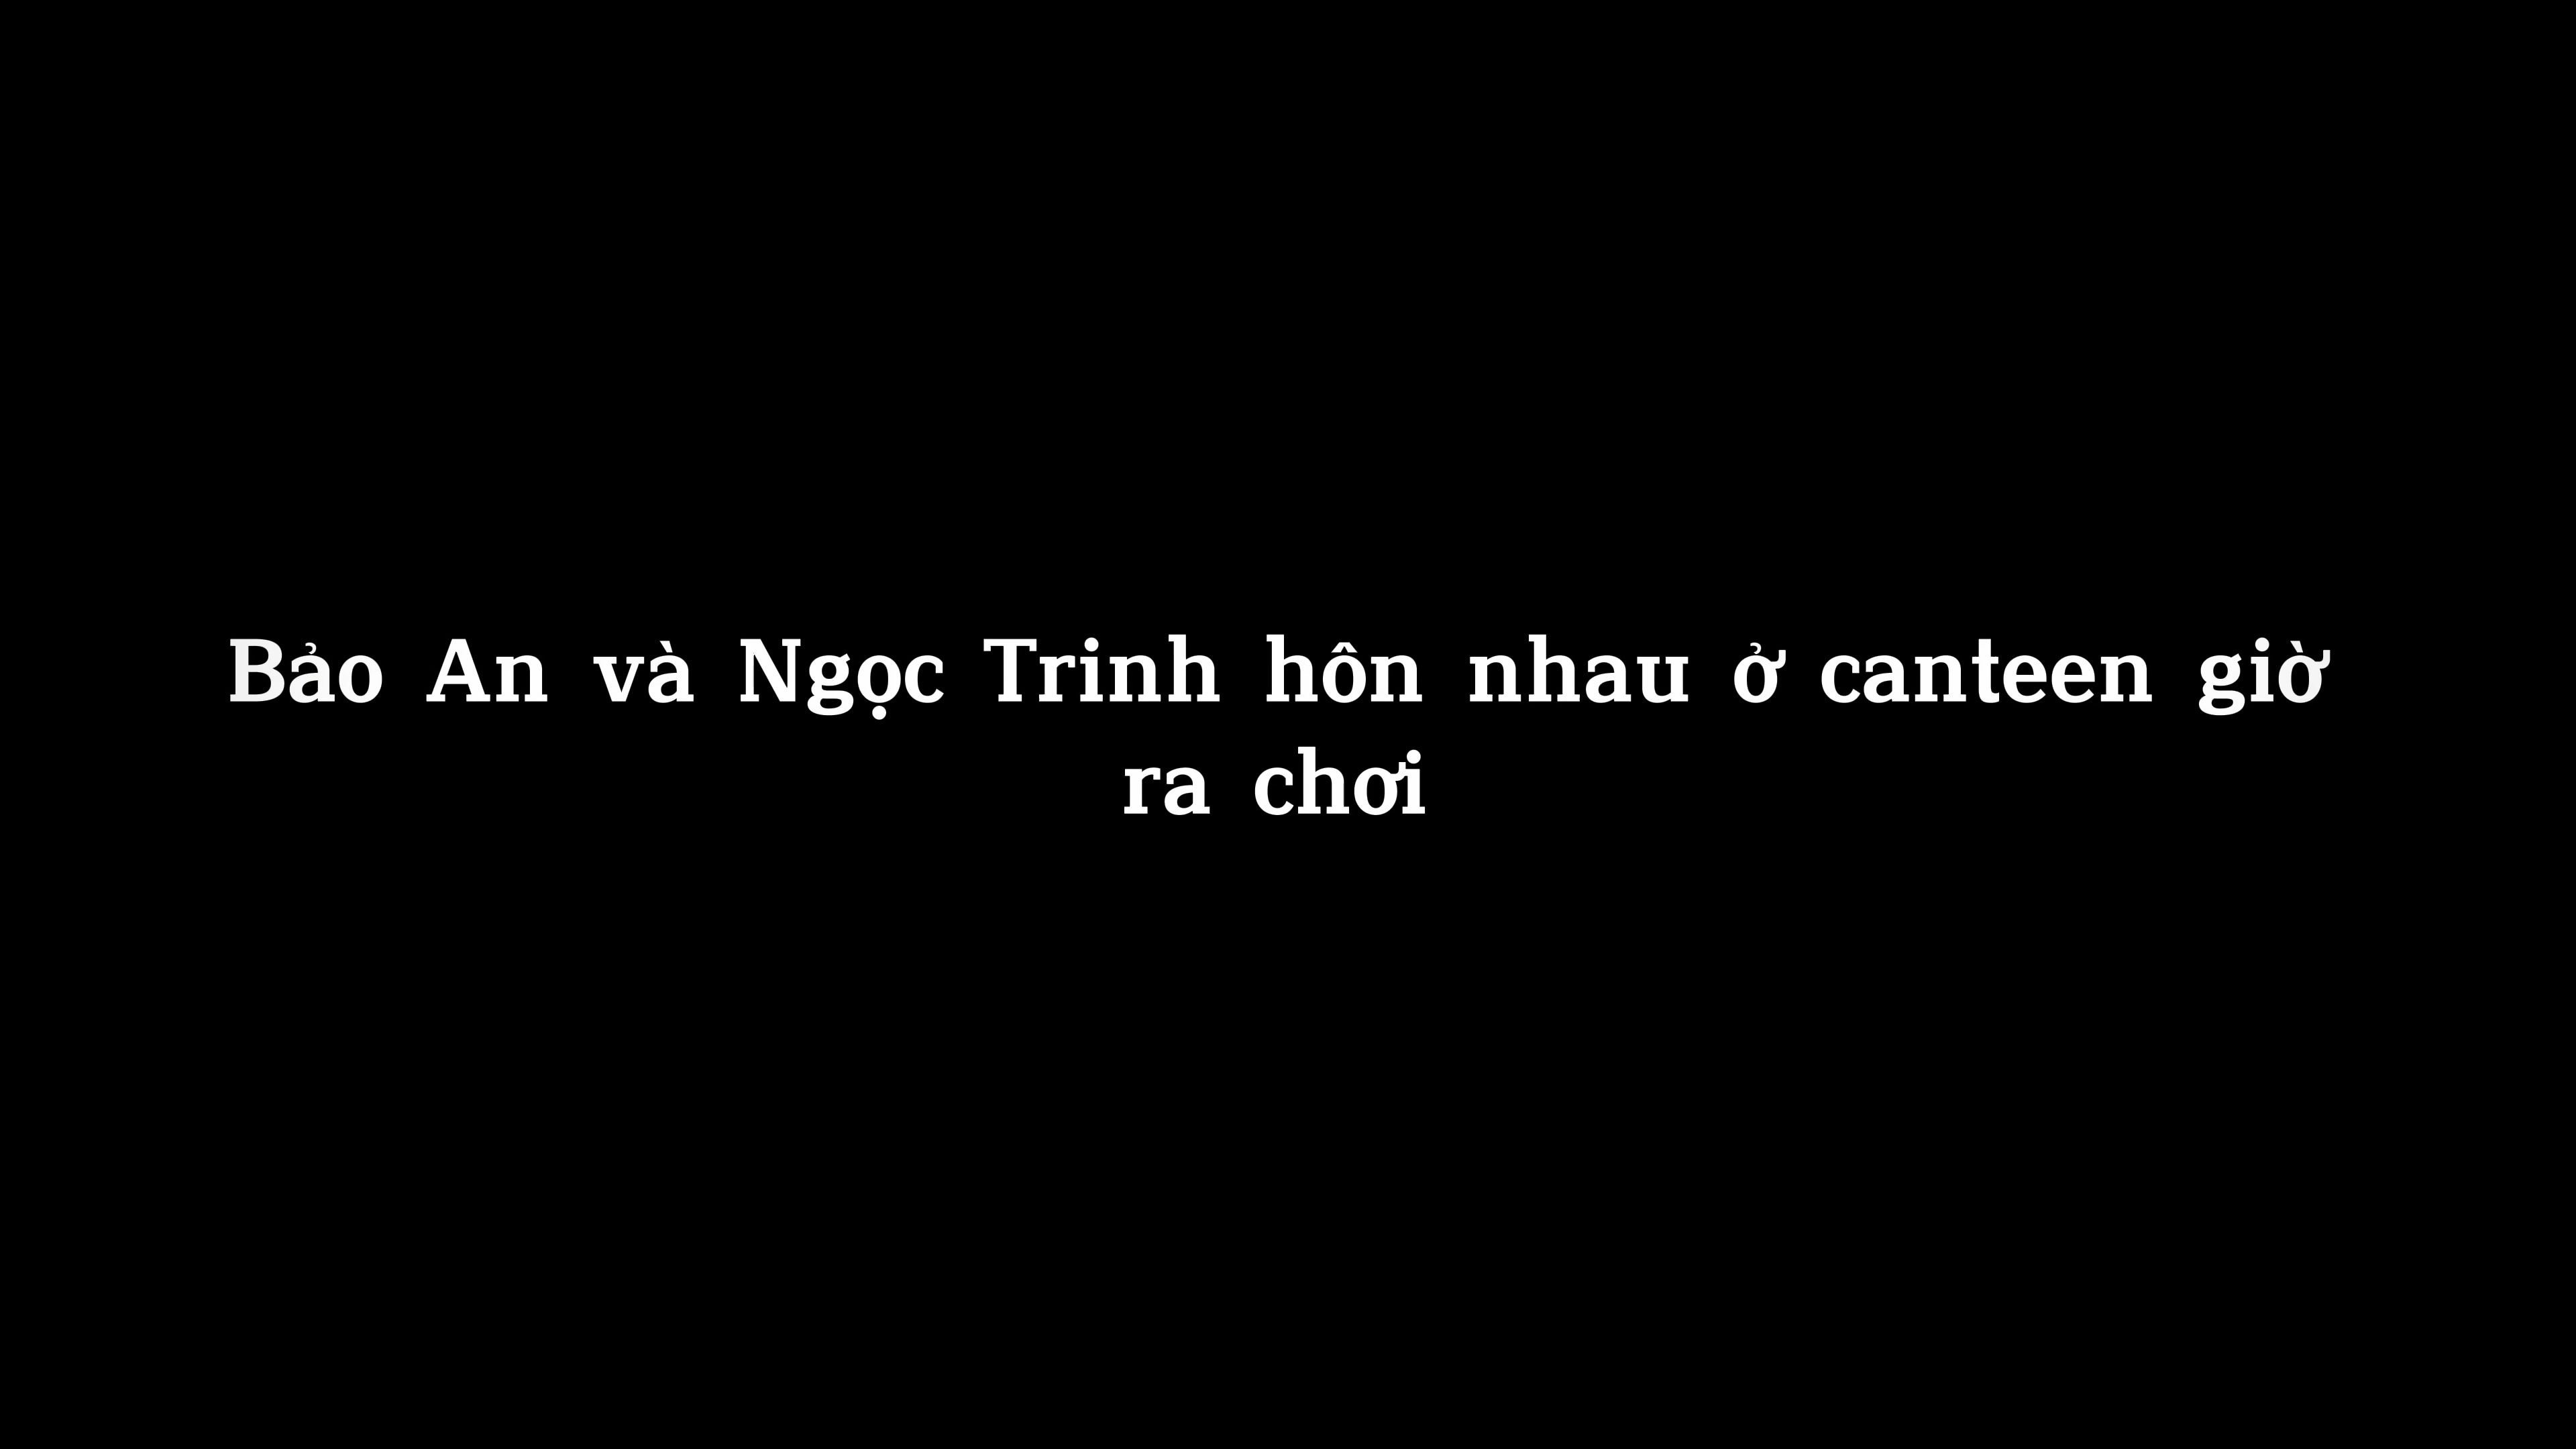 Bảo An và Ngọc Trinh hôn nhau ở canteen giờ
ra chơi